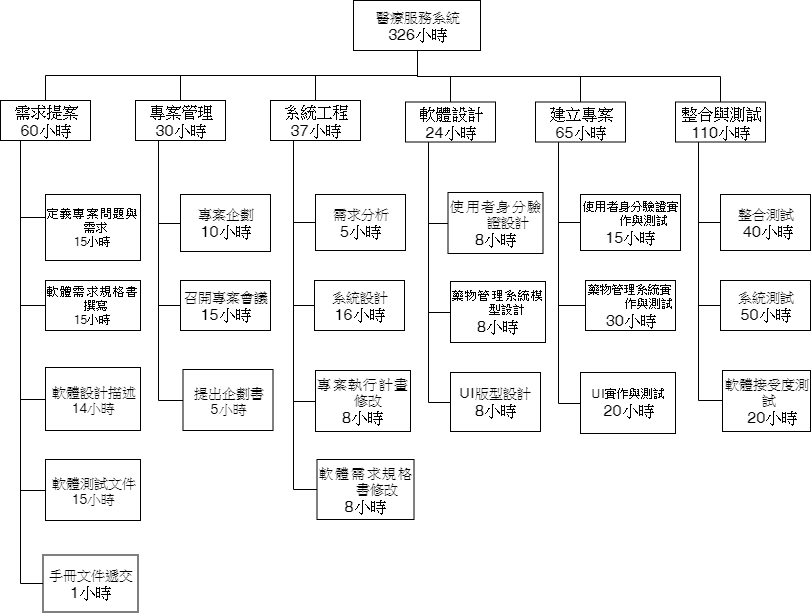 醫療服務系統
326小時
需求提案
60小時
專案管理
30小時
系統工程
37小時
軟體設計
24小時
建立專案
65小時
整合與測試
110小時
定義專案問題與
需求
15小時
軟體需求規格書
撰寫
15小時
軟體設計描述
14小時
軟體測試文件
15小時
手冊文件遞交
1小時
專案企劃
10小時
召開專案會議
15小時
提出企劃書
5小時
需求分析
5小時
系統設計
16小時
專案執行計畫
修改
8小時
軟體需求規格
書修改
8小時
使用者身分驗
證設計
8小時
藥物管理系統模
型設計
8小時
UI版型設計
8小時
使用者身分驗證實
作與測試
15小時
藥物管理系統實
作與測試
30小時
UI實作與測試
20小時
整合測試
40小時
系統測試
50小時
軟體接受度測
試
20小時